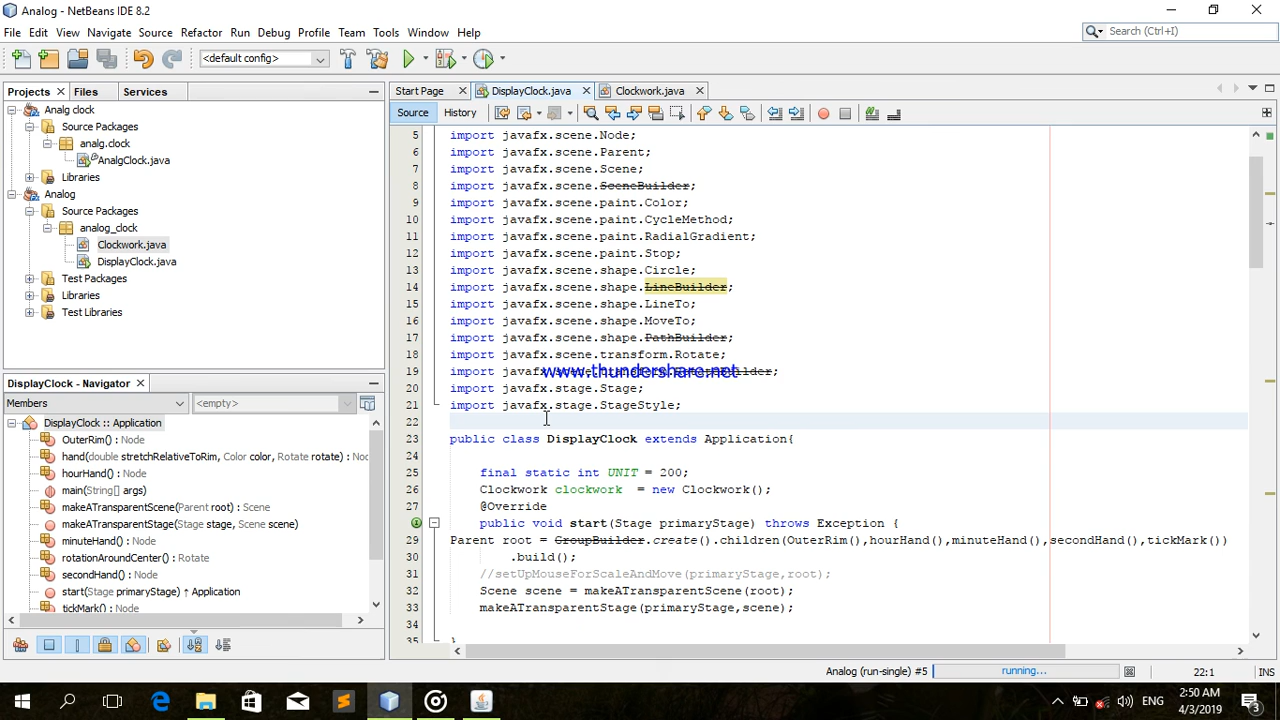 Analog - NetBeans IDE 8.2
File Edit View Navigate Source Refactor Run Debug Profile Team Tools Window Help
Search (Ctrl+I)
<default config>
Projects Files Services
Analg clock
Source Packages
analg.clock
AnalgClock.java
Libraries
Analog
Source Packages
analog_clock
Clockwork.java
DisplayClock.java
Test Packages
Libraries
Test Libraries
DisplayClock - Navigator
Members <empty>
DisplayClock :: Application
OuterRim() : Node
hand(double stretchRelativeToRim, Color color, Rotate rotate) : Node
hourHand() : Node
main(String[] args)
makeATransparentScene(Parent root) : Scene
makeATransparentStage(Stage stage, Scene scene)
minuteHand() : Node
rotationAroundCenter() : Rotate
secondHand() : Node
start(Stage primaryStage) ↑ Application
tickMark() : Node
Start Page DisplayClock.java Clockwork.java
Source History
5 import javafx.scene.Node;
6 import javafx.scene.Parent;
7 import javafx.scene.Scene;
8 import javafx.scene.SceneBuilder;
9 import javafx.scene.paint.Color;
10 import javafx.scene.paint.CycleMethod;
11 import javafx.scene.paint.RadialGradient;
12 import javafx.scene.paint.Stop;
13 import javafx.scene.shape.Circle;
14 import javafx.scene.shape.LineBuilder;
15 import javafx.scene.shape.LineTo;
16 import javafx.scene.shape.MoveTo;
17 import javafx.scene.shape.PathBuilder;
18 import javafx.scene.transform.Rotate;
19 import
www.thundershare.net
20 import javafx.stage.Stage;
21 import javafx.stage.StageStyle;
22
23 public class DisplayClock extends Application{
24
25 final static int UNIT = 200;
26 Clockwork clockwork = new Clockwork();
27 @Override
public void start(Stage primaryStage) throws Exception {
29 Parent root = GroupBuilder.create().children(OuterRim(),hourHand(),minuteHand(),secondHand(),tickMark())
30 .build();
31 //setUpMouseForScaleAndMove(primaryStage,root);
32 Scene scene = makeATransparentScene(root);
33 makeATransparentStage(primaryStage,scene);
34
35 }
Analog (run-single) #5 running... 22:1 INS
ENG 2:50 AM
4/3/2019 3